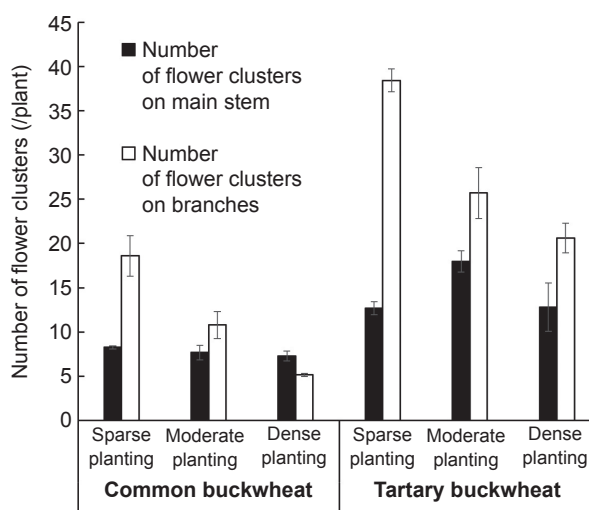 Number of flower clusters (/plant)
45
40
35
30
25
20
15
10
5
0
Number
of flower clusters
on main stem
Number
of flower clusters
on branches
Sparse
planting
Moderate
planting
Dense
planting
Sparse
planting
Moderate
planting
Dense
planting
Common buckwheat
Tartary buckwheat